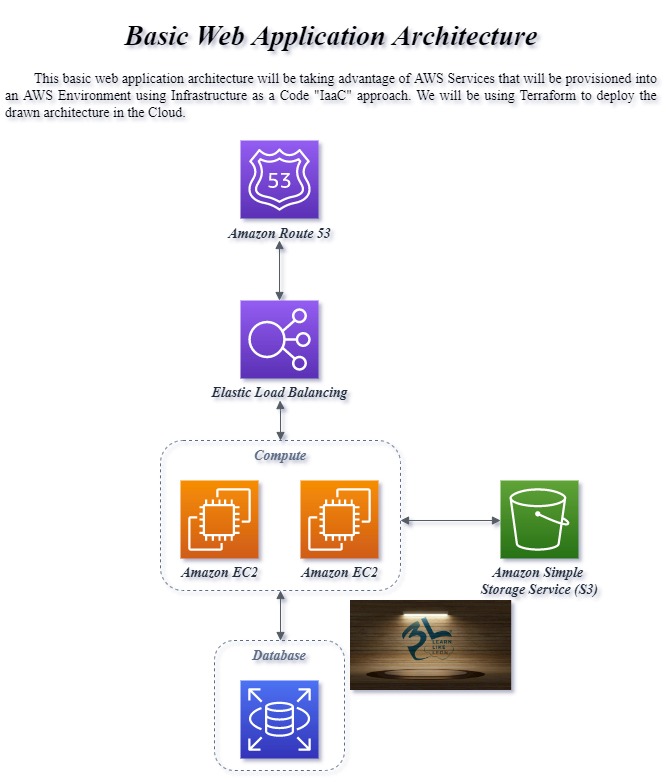 Basic Web Application Architecture
This basic web application architecture will be taking advantage of AWS Services that will be provisioned into
an AWS Environment using Infrastructure as a Code "IaaC" approach. We will be using Terraform to deploy the
drawn architecture in the Cloud.
53
Amazon Route 53
Elastic Load Balancing
Compute
Amazon EC2
Amazon EC2
Amazon Simple
Storage Service (S3)
3L
LEARN
LIKE
Database